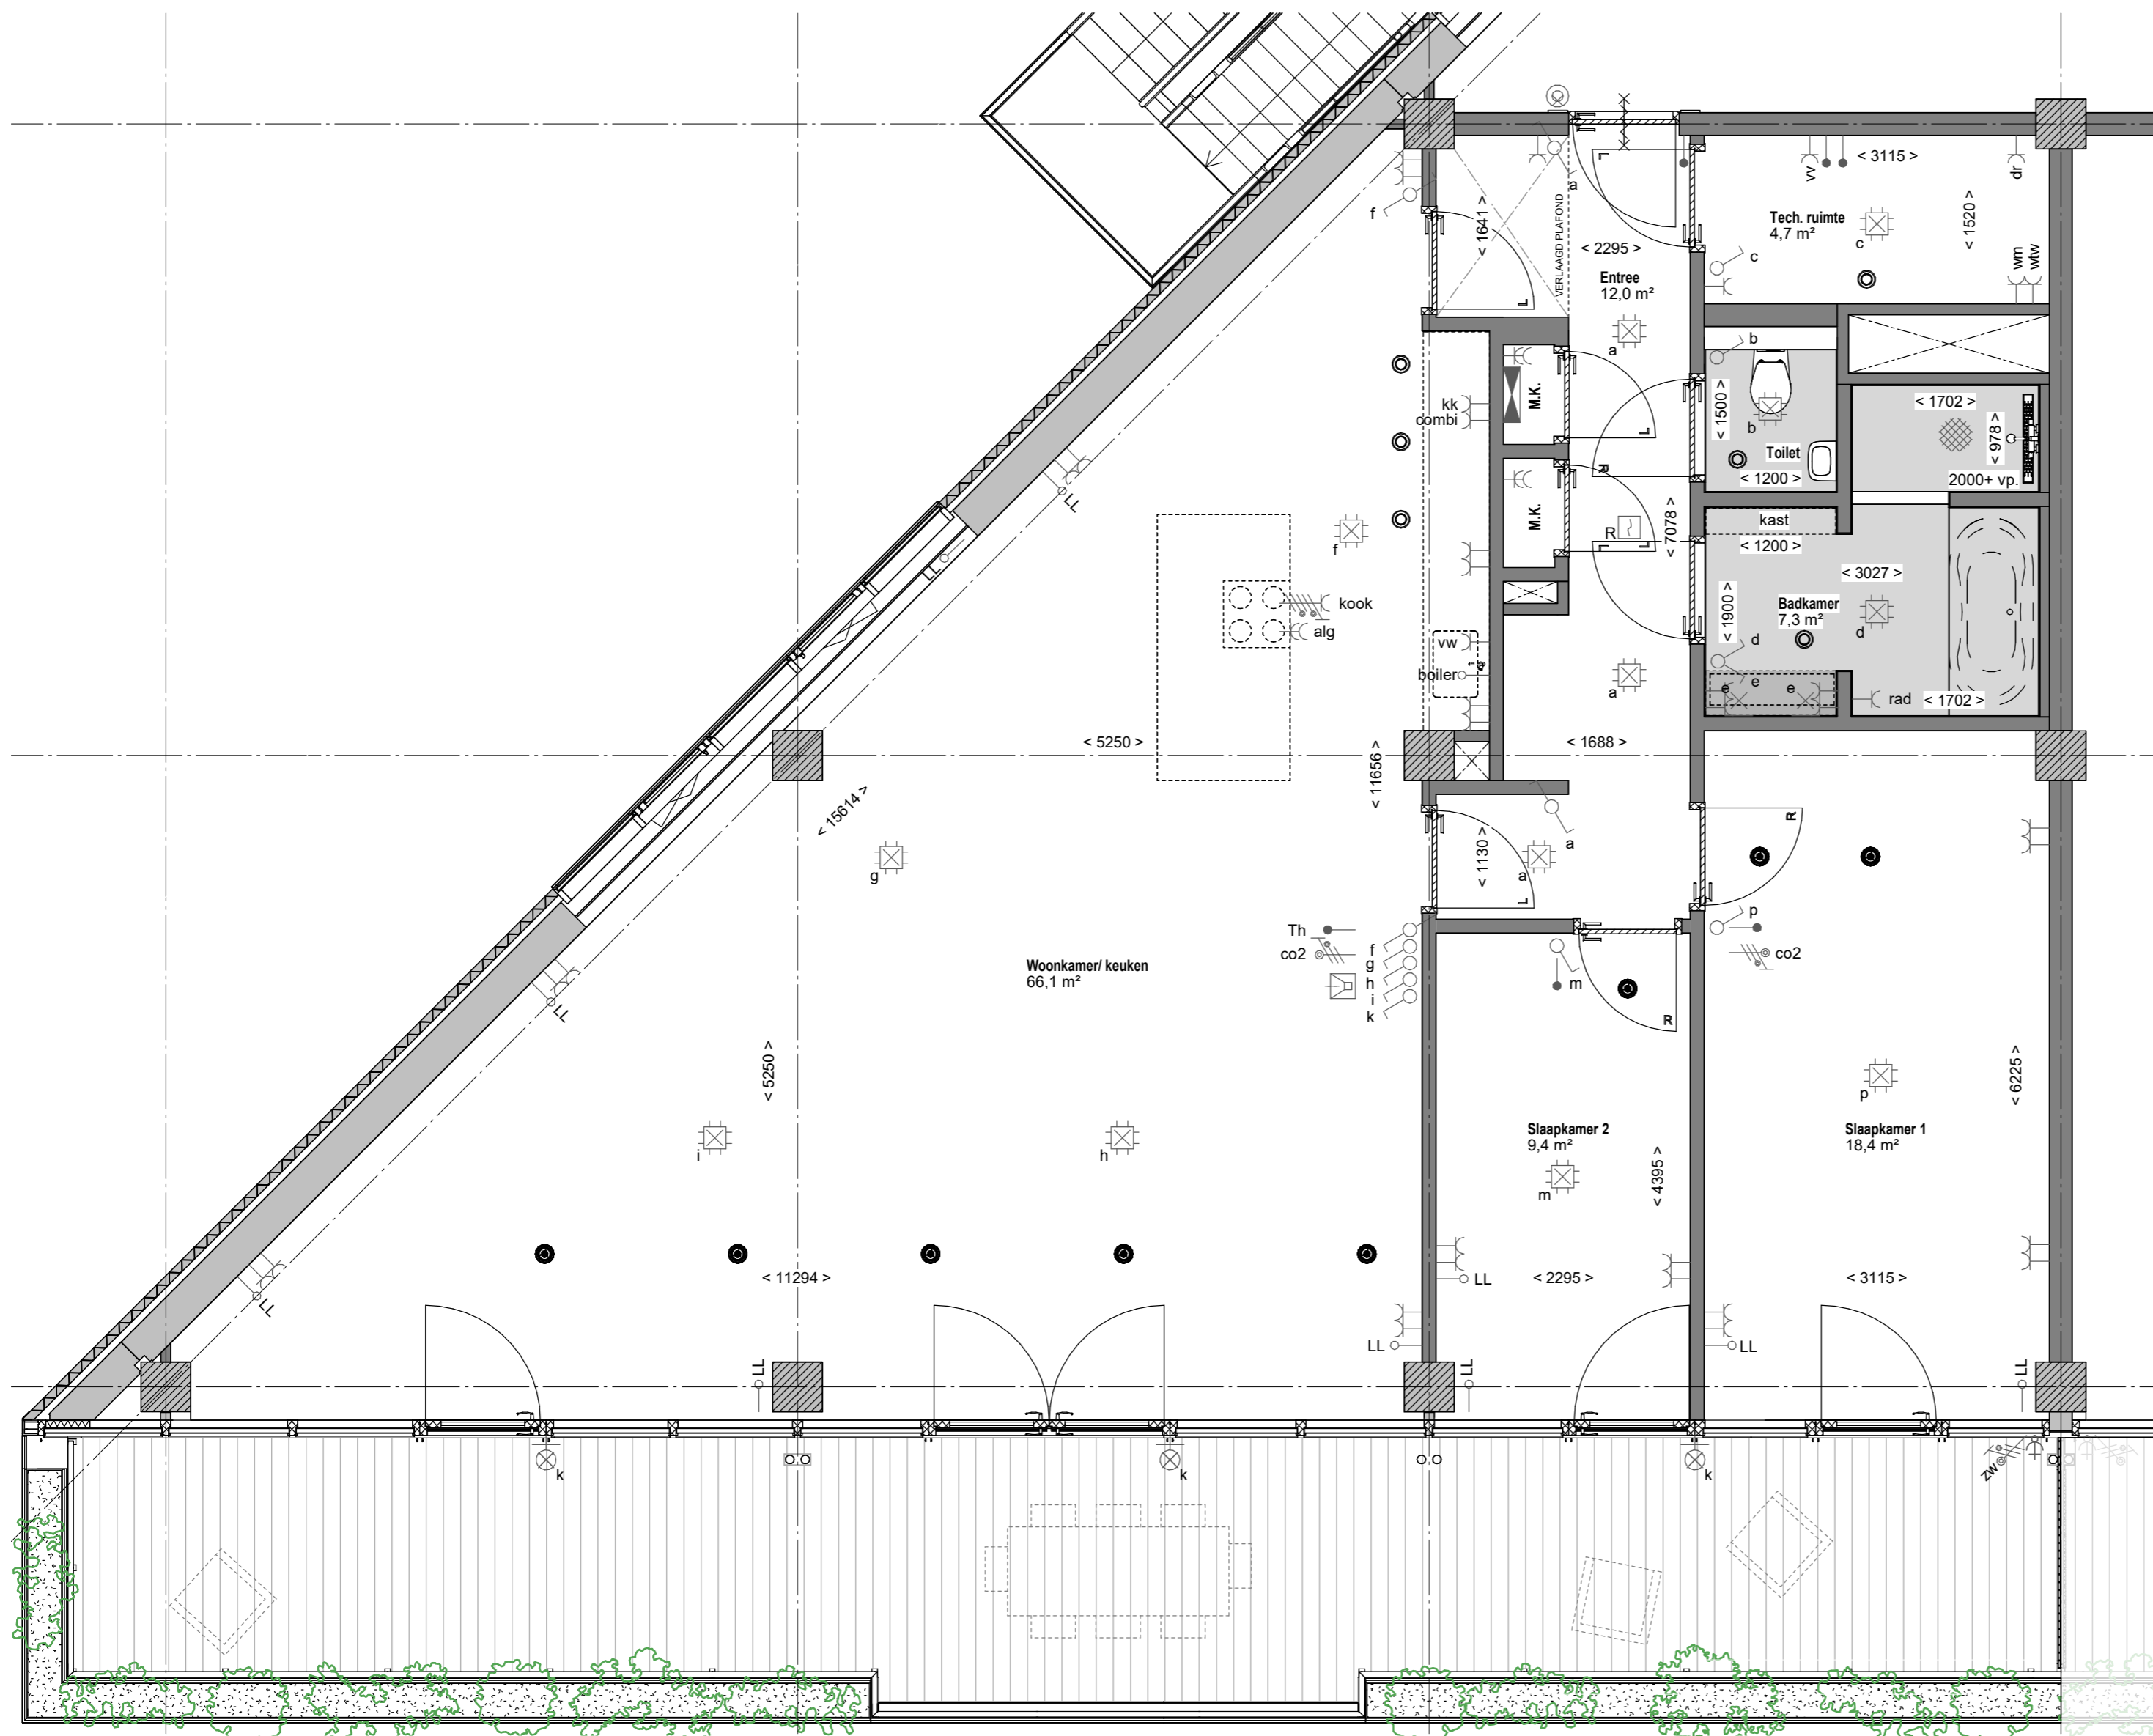 a
f
< 1641 >
VERLAAGD PLAFOND
L
< 2295 >
Entree
12,0 m²
a
L
vv
< 3115 >
dr
Tech. ruimte
4,7 m²
c
< 1520 >
c
wm
wtw
b
< 1500 >
b
Toilet
< 1200 >
< 1702 >
< 978 >
2000+ vp.
kk
combi
M.K.
L
R
M.K.
R
L
L
< 7078 >
kast
< 1200 >
< 3027 >
Badkamer
7,3 m²
d
< 1900 >
d
e
e
e
rad
< 1702 >
LL
LL
f
kook
alg
vw
boiler
a
< 5250 >
< 11656 >
< 1688 >
< 15614 >
g
< 1130 >
a
a
L
R
p
co2
Th
co2
f
g
h
i
k
m
R
Woonkamer/ keuken
66,1 m²
LL
< 5250 >
i
h
Slaapkamer 2
9,4 m²
m
< 4395 >
p
Slaapkamer 1
18,4 m²
< 6225 >
< 11294 >
LL
< 2295 >
< 3115 >
LL
LL
LL
LL
LL
LL
k
k
k
zw